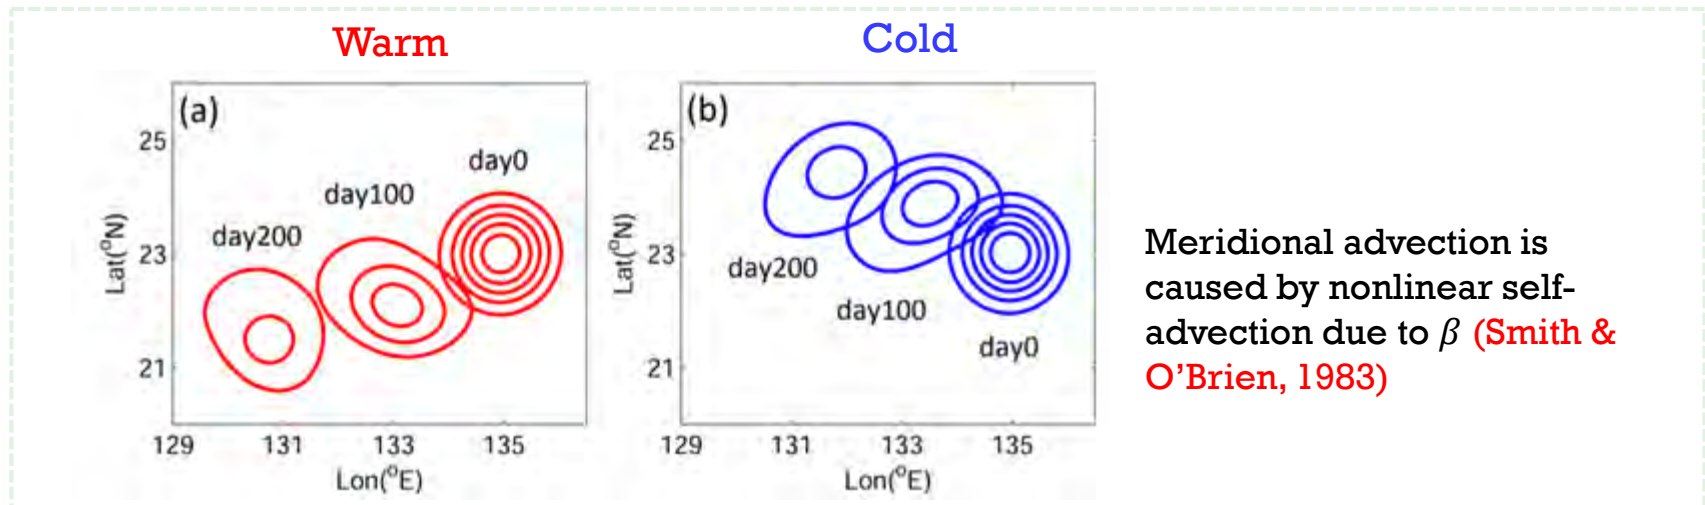 Warm
Cold
(a)
day0
day100
day200
25
23
21
Lat(°N)
129 131 133 135
Lon(°E)
(b)
day200
day100
day0
25
23
21
Lat(°N)
129 131 133 135
Lon(°E)
Meridional advection is
caused by nonlinear self-
advection due to β (Smith &
O’Brien, 1983)